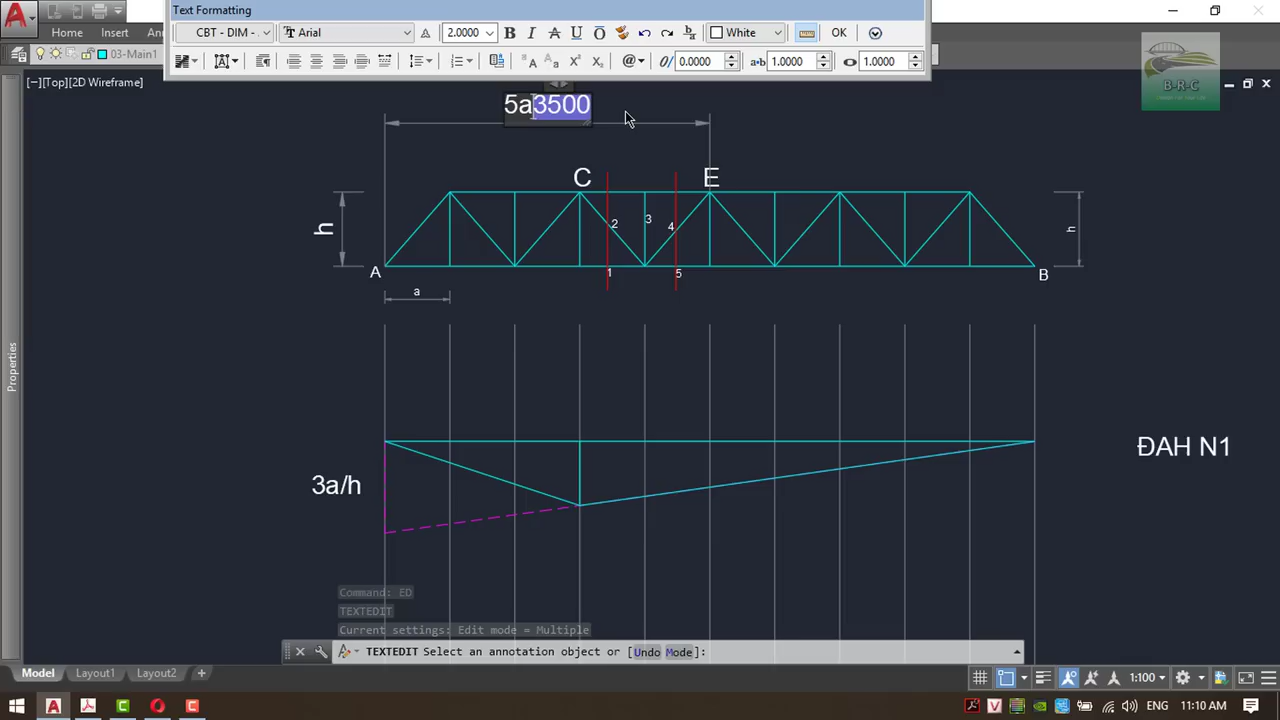 Text Formatting
CBT - DIM -
Arial
2.0000
B I A U O
White
OK
0.0000
a•b 1.0000
1.0000
Home Insert
03-Main1
[−][Top][2D Wireframe]
B-R-C
5a3500
C E
h
2 3 4
h
A 1 5 B
a
ĐAH N1
3a/h
Properties
Command: ED
TEXTEDIT
Current settings: Edit mode = Multiple
TEXTEDIT Select an annotation object or [Undo Mode]:
Model Layout1 Layout2 +
1:100
ENG 11:10 AM